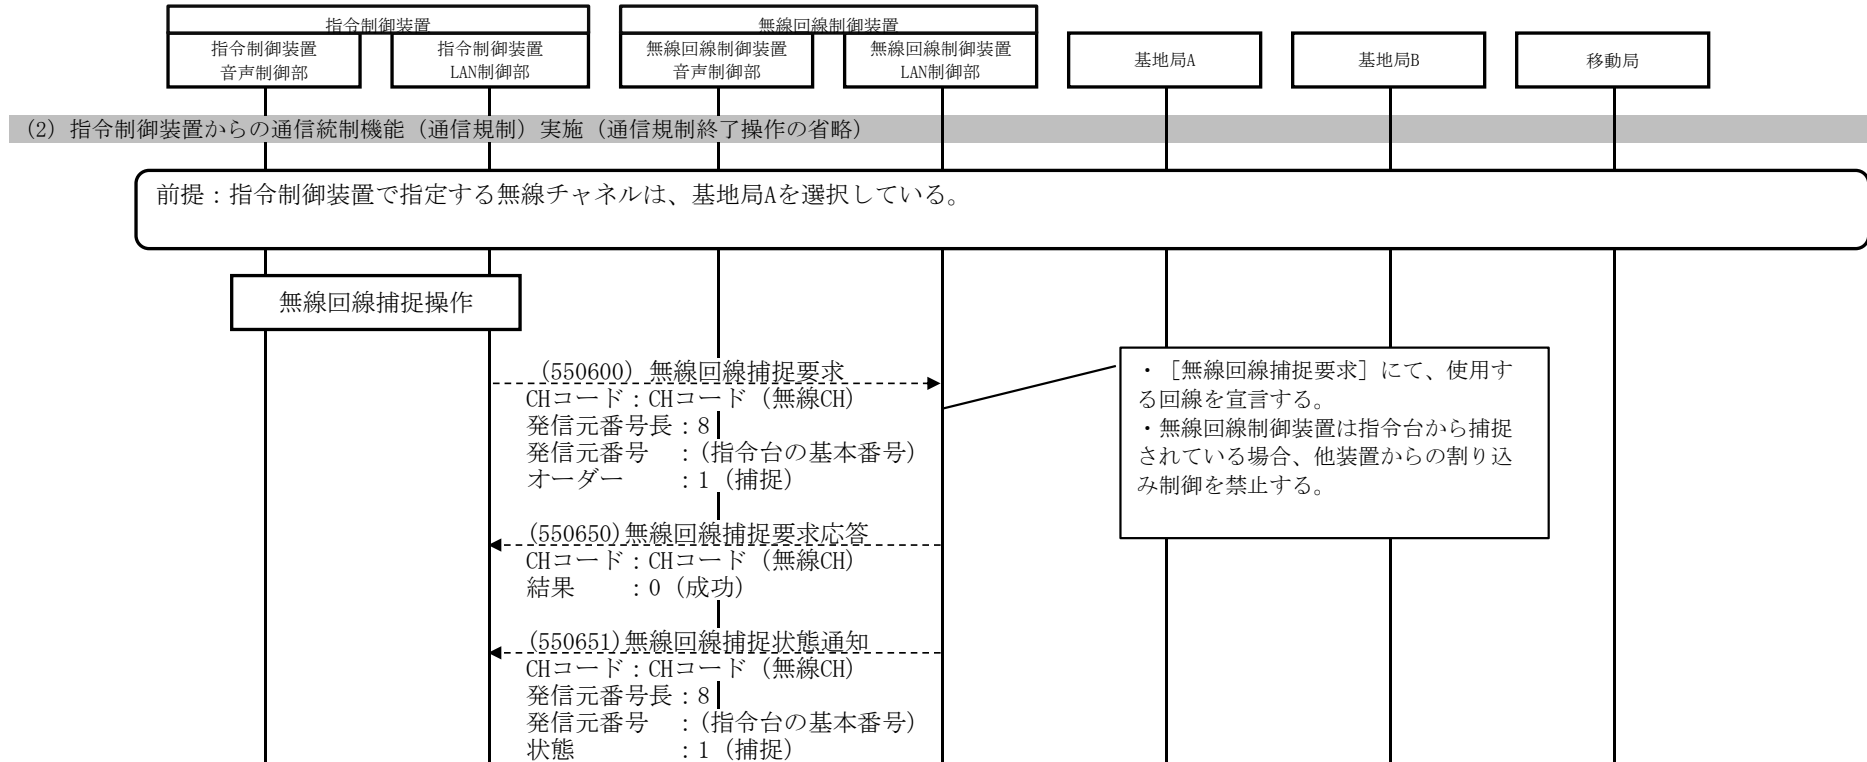 指令制御装置
無線回線制御装置
指令制御装置
音声制御部
指令制御装置
LAN制御部
無線回線制御装置
音声制御部
無線回線制御装置
LAN制御部
基地局A
基地局B
移動局
(2) 指令制御装置からの通信統制機能（通信規制）実施（通信規制終了操作の省略）
前提：指令制御装置で指定する無線チャネルは、基地局Aを選択している。
無線回線捕捉操作
(550600) 無線回線捕捉要求
CHコード：CHコード（無線CH）
発信元番号長：8
発信元番号　：(指令台の基本番号)
オーダー　　：1（捕捉）
・［無線回線捕捉要求］にて、使用す
る回線を宣言する。
・無線回線制御装置は指令台から捕捉
されている場合、他装置からの割り込
み制御を禁止する。
(550650)無線回線捕捉要求応答
CHコード：CHコード（無線CH）
結果　　：0（成功）
(550651)無線回線捕捉状態通知
CHコード：CHコード（無線CH）
発信元番号長：8
発信元番号　：(指令台の基本番号)
状態　　　　：1（捕捉）